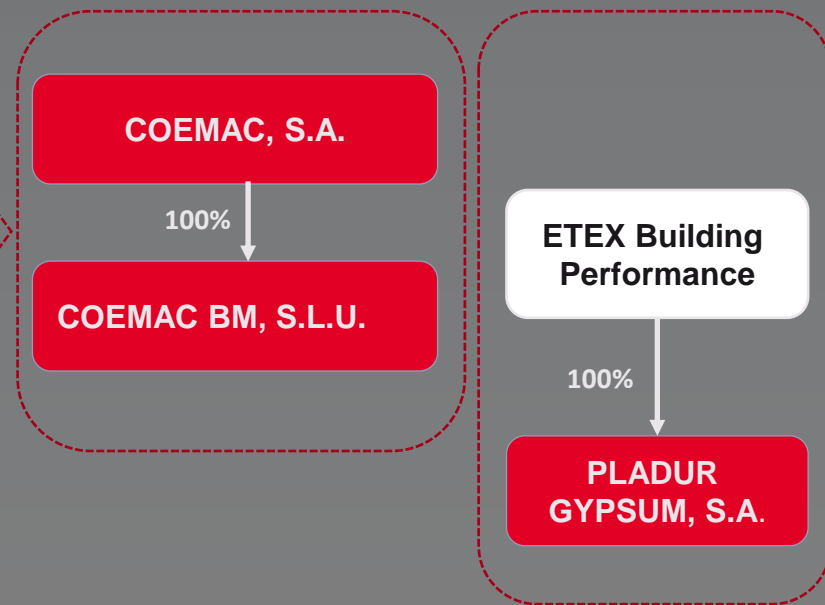 COEMAC, S.A.
100%
COEMAC BM, S.L.U.
ETEX Building
Performance
100%
PLADUR
GYPSUM, S.A.